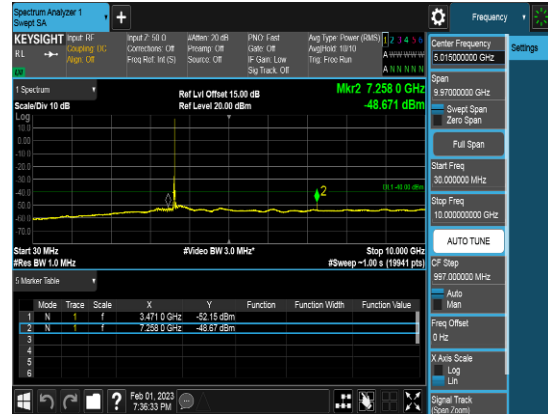 Spectrum Analyzer 1
Swept SA
+
Frequency
KEYSIGHT
Input: RF
Coupling: DC
Align: Off
Input Z: 50 Ω
Corrections: Off
Freq Ref: Int (S)
#Atten: 20 dB
Preamp: Off
Source: Off
PNO: Fast
Gate: Off
IF Gain: Low
Sig Track: Off
Avg Type: Power (RMS)
Avg|Hold: 10/10
Trig: Free Run
1 2 3 4 5 6
A W W W W W
A N N N N N
RL
1 Spectrum
Scale/Div 10 dB
Ref Lvl Offset 15.00 dB
Ref Level 20.00 dBm
Mkr2 7.258 0 GHz
-48.671 dBm
Log
10.0
0.00
-10.0
-20.0
-30.0
-40.0
-50.0
-60.0
-70.0
2
DL1 -40.00 dBm
Start 30 MHz
#Res BW 1.0 MHz
#Video BW 3.0 MHz*
Stop 10.000 GHz
#Sweep ~1.00 s (19941 pts)
5 Marker Table
Mode Trace Scale X Y Function Function Width Function Value
1 N 1 f 3.471 0 GHz -52.15 dBm
2 N 1 f 7.258 0 GHz -48.67 dBm
3
4
5
6
Feb 01, 2023
7:36:33 PM
Center Frequency
5.015000000 GHz
Settings
Span
9.97000000 GHz
Swept Span
Zero Span
Full Span
Start Freq
30.000000 MHz
Stop Freq
10.000000000 GHz
AUTO TUNE
CF Step
997.000000 MHz
Auto
Man
Freq Offset
0 Hz
X Axis Scale
Log
Lin
Signal Track
(Span Zoom)